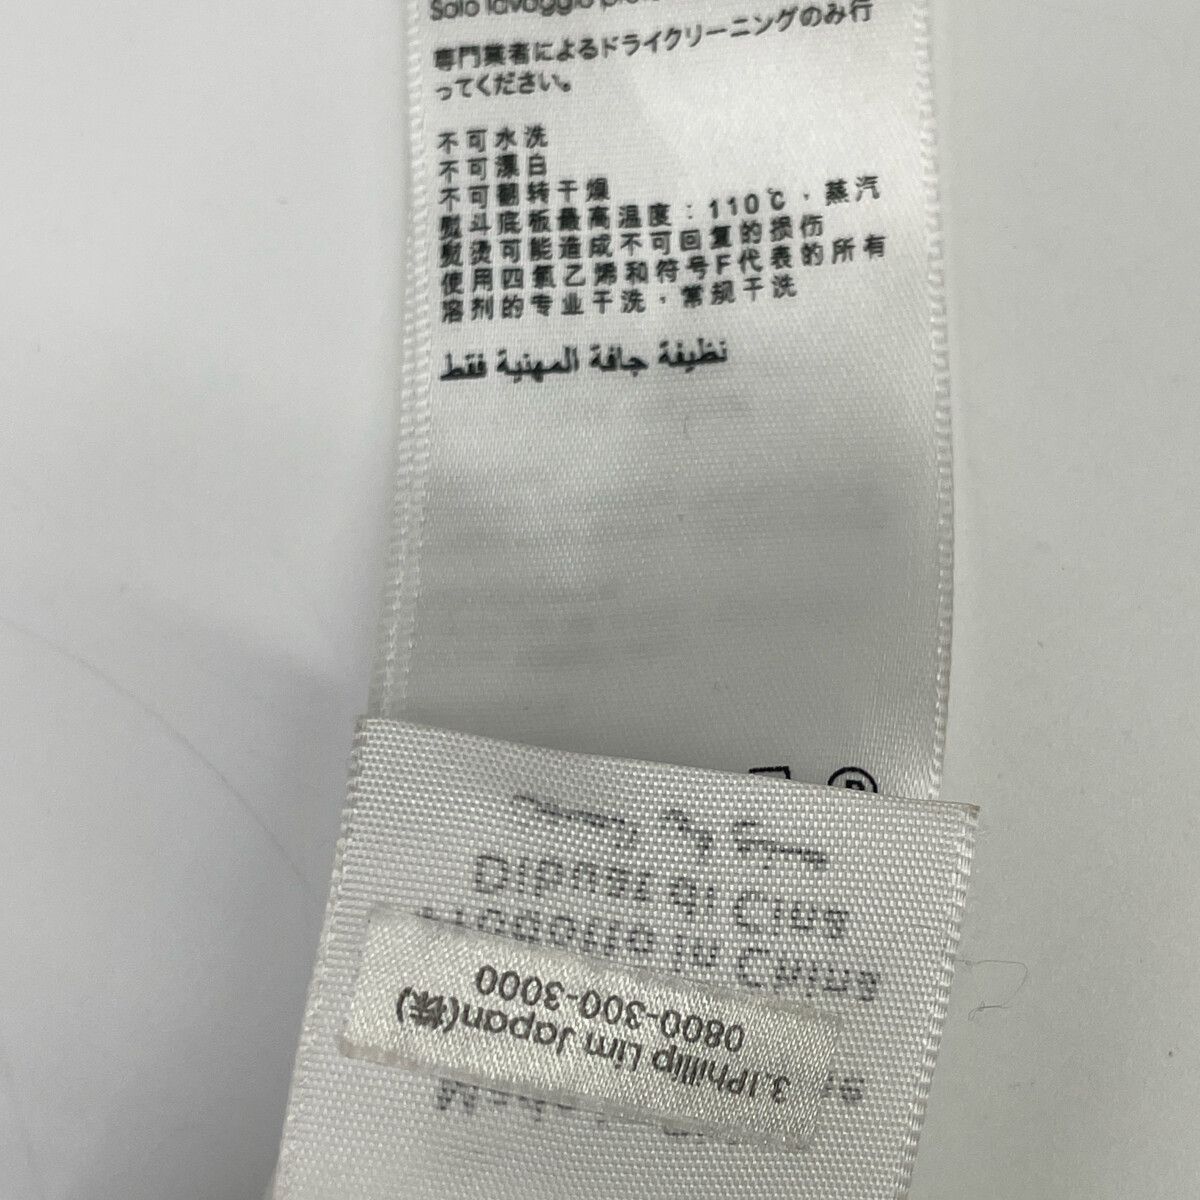 Solo lavaggio
専門業者によるドライクリーニングのみ行
ってください。
不可水洗
不可漂白
不可翻转干燥
熨斗底板最高温度:110℃,蒸汽
熨烫可能造成不可回复的损伤
使用四氯乙烯和符号F代表的所有
溶剂的专业干洗,常规干洗
نظيفة جافة المهنية فقط
P
3.1Phillip Lim Japan(株)
0800-300-3000